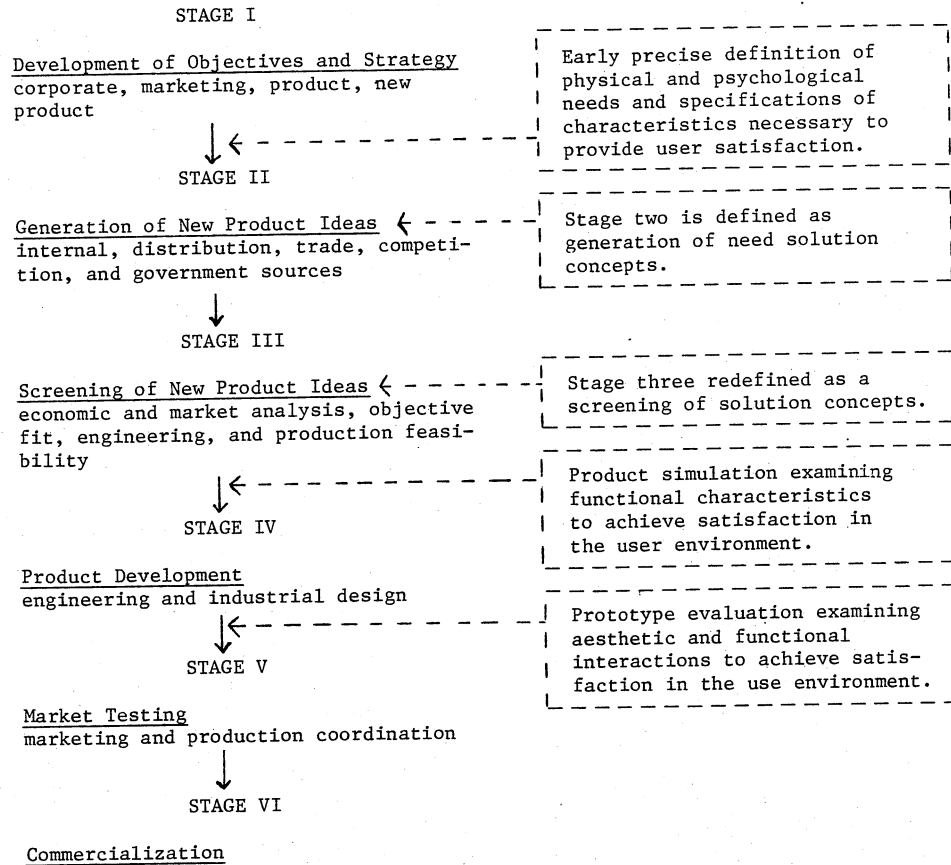 STAGE I
Development of Objectives and Strategy
corporate, marketing, product, new
product
Early precise definition of
physical and psychological
needs and specifications of
characteristics necessary to
provide user satisfaction.
STAGE II
Generation of New Product Ideas
internal, distribution, trade, competi-
tion, and government sources
Stage two is defined as
generation of need solution
concepts.
STAGE III
Screening of New Product Ideas
economic and market analysis, objective
fit, engineering, and production feasi-
bility
Stage three redefined as a
screening of solution concepts.
Product simulation examining
functional characteristics
to achieve satisfaction in
the user environment.
STAGE IV
Product Development
engineering and industrial design
Prototype evaluation examining
aesthetic and functional
interactions to achieve satis-
faction in the use environment.
STAGE V
Market Testing
marketing and production coordination
STAGE VI
Commercialization